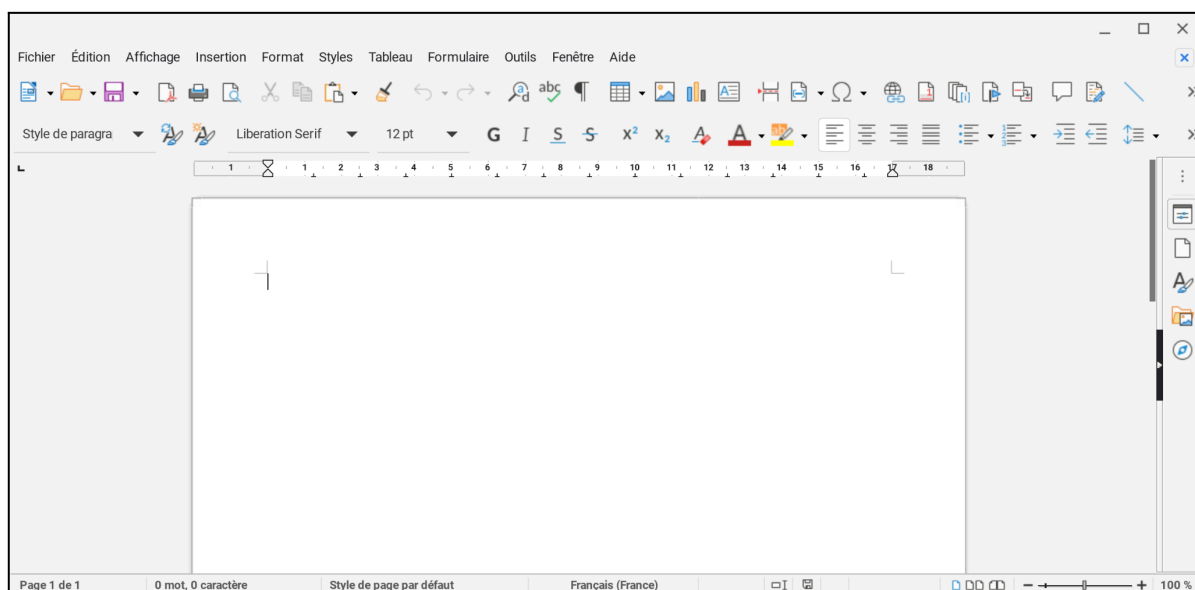 Fichier Édition Affichage Insertion Format Styles Tableau Formulaire Outils Fenêtre Aide
Style de paragra Liberation Serif 12 pt G I S S X² X₂ A A
1 1 2 3 4 5 6 7 8 9 10 11 12 13 14 15 16 17 18
Page 1 de 1 0 mot, 0 caractère Style de page par défaut Français (France) 100 %